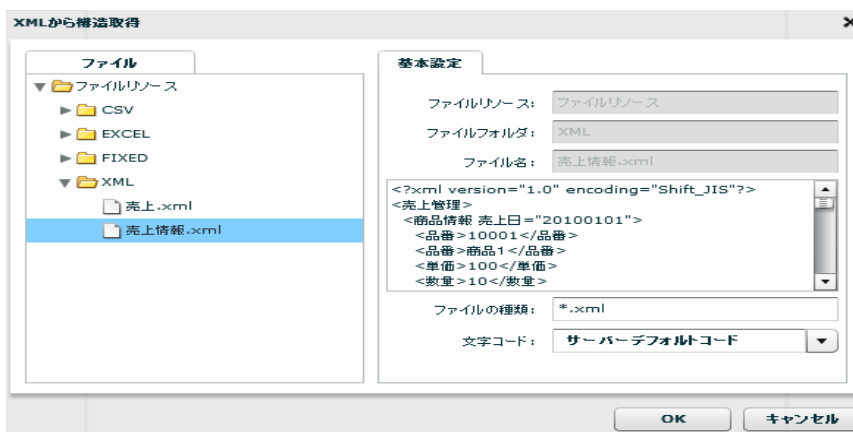 XMLから構造取得
ファイル
ファイルリソース
CSV
EXCEL
FIXED
XML
売上.xml
売上情報.xml
基本設定
ファイルリソース: ファイルリソース
ファイルフォルダ: XML
ファイル名: 売上情報.xml
<?xml version="1.0" encoding="Shift_JIS"?>
<売上管理>
<商品情報 売上日="20100101">
<品番>10001</品番>
<品番>商品1</品番>
<単価>100</単価>
<数量>10</数量>
ファイルの種類: *.xml
文字コード: サーバーデフォルトコード
OK キャンセル